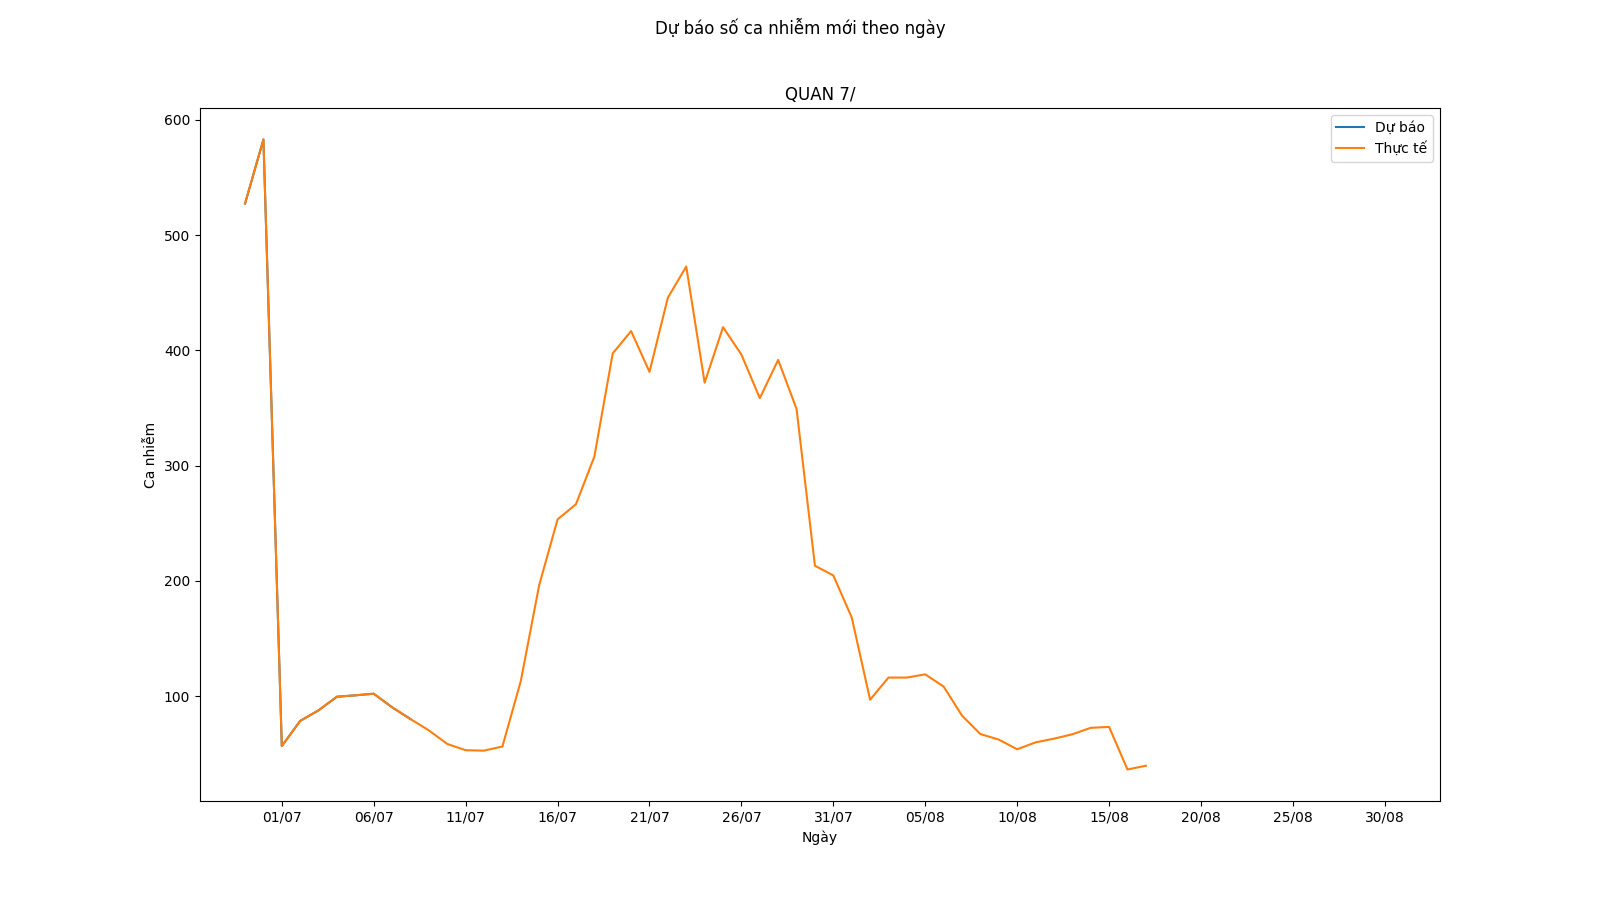 Dự báo số ca nhiễm mới theo ngày
QUAN 7/
Dự báo
Thực tế
600
500
400
300
200
100
Ca nhiễm
01/07 06/07 11/07 16/07 21/07 26/07 31/07 05/08 10/08 15/08 20/08 25/08 30/08
Ngày